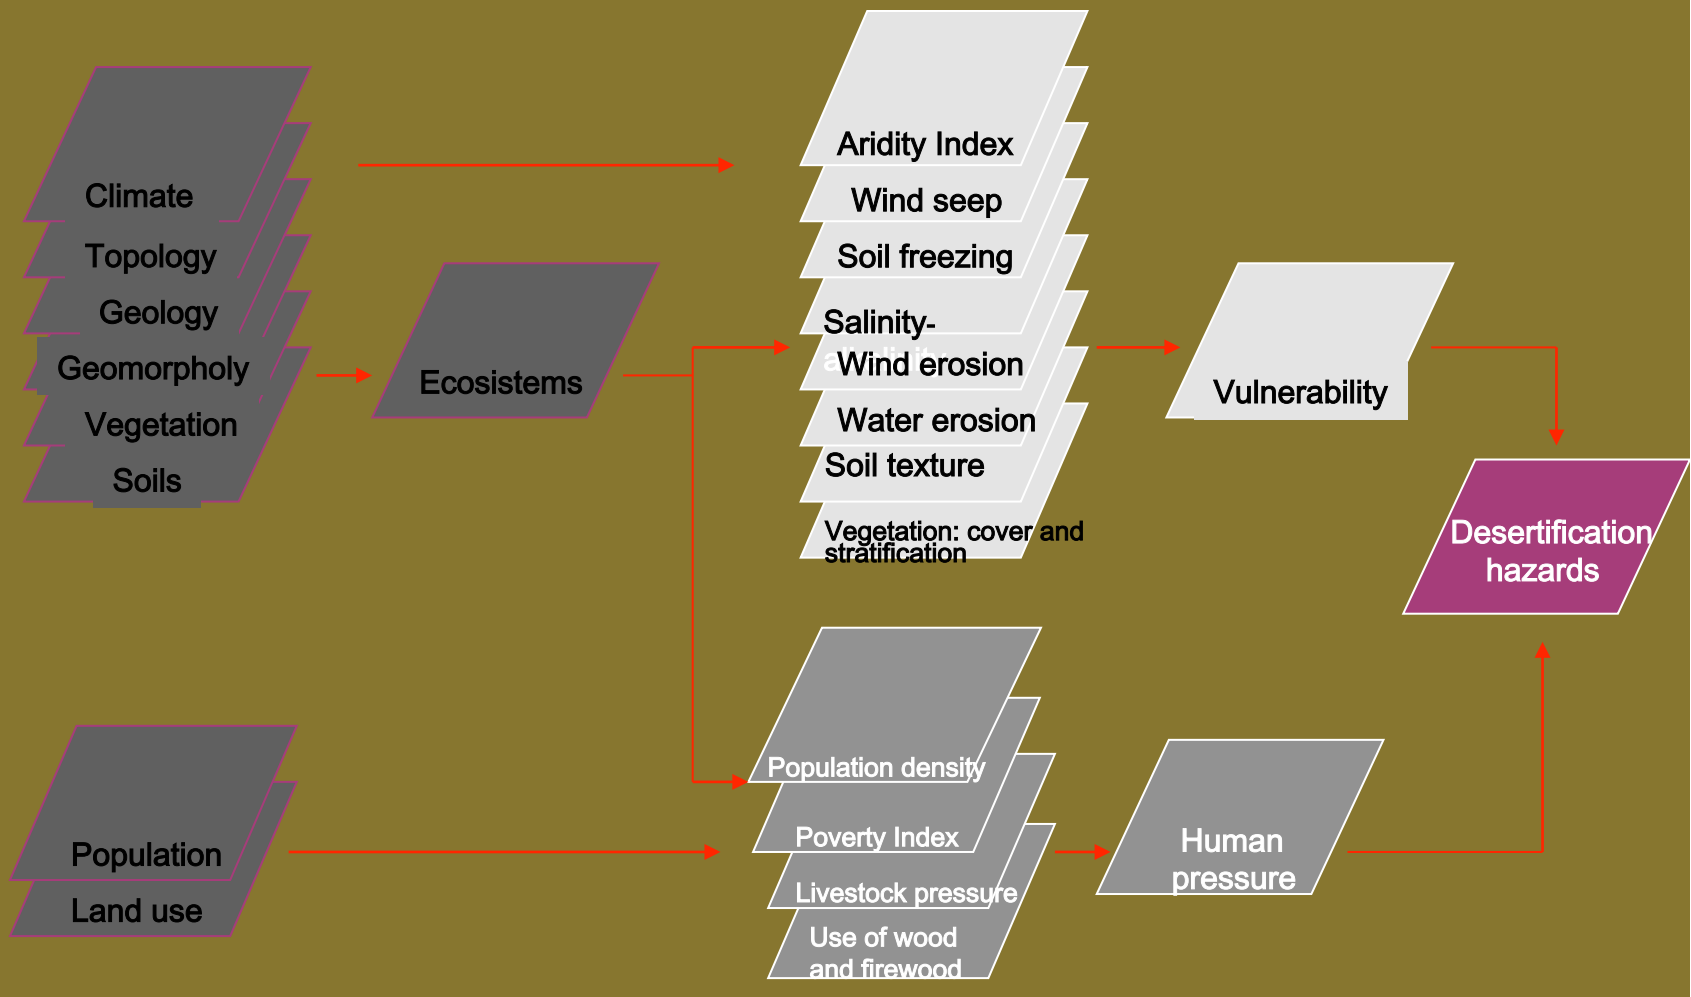 Climate
Topology
Geology
Geomorpholy
Vegetation
Soils
Ecosistems
Aridity Index
Wind seep
Soil freezing
Salinity-
Wind erosion
Water erosion
Soil texture
Vegetation: cover and
stratification
Vulnerability
Desertification
hazards
Population
Land use
Population density
Poverty Index
Livestock pressure
Use of wood
and firewood
Human
pressure